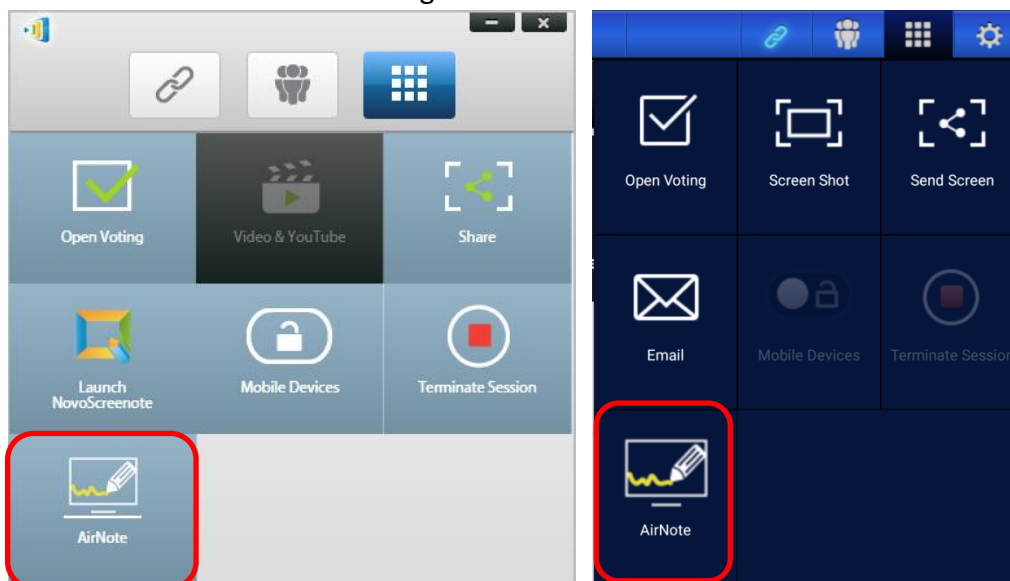 Open Voting
Video & YouTube
Share
Launch
NovoScreenote
Mobile Devices
Terminate Session
AirNote
Open Voting
Screen Shot
Send Screen
Email
Mobile Devices
Terminate Session
AirNote